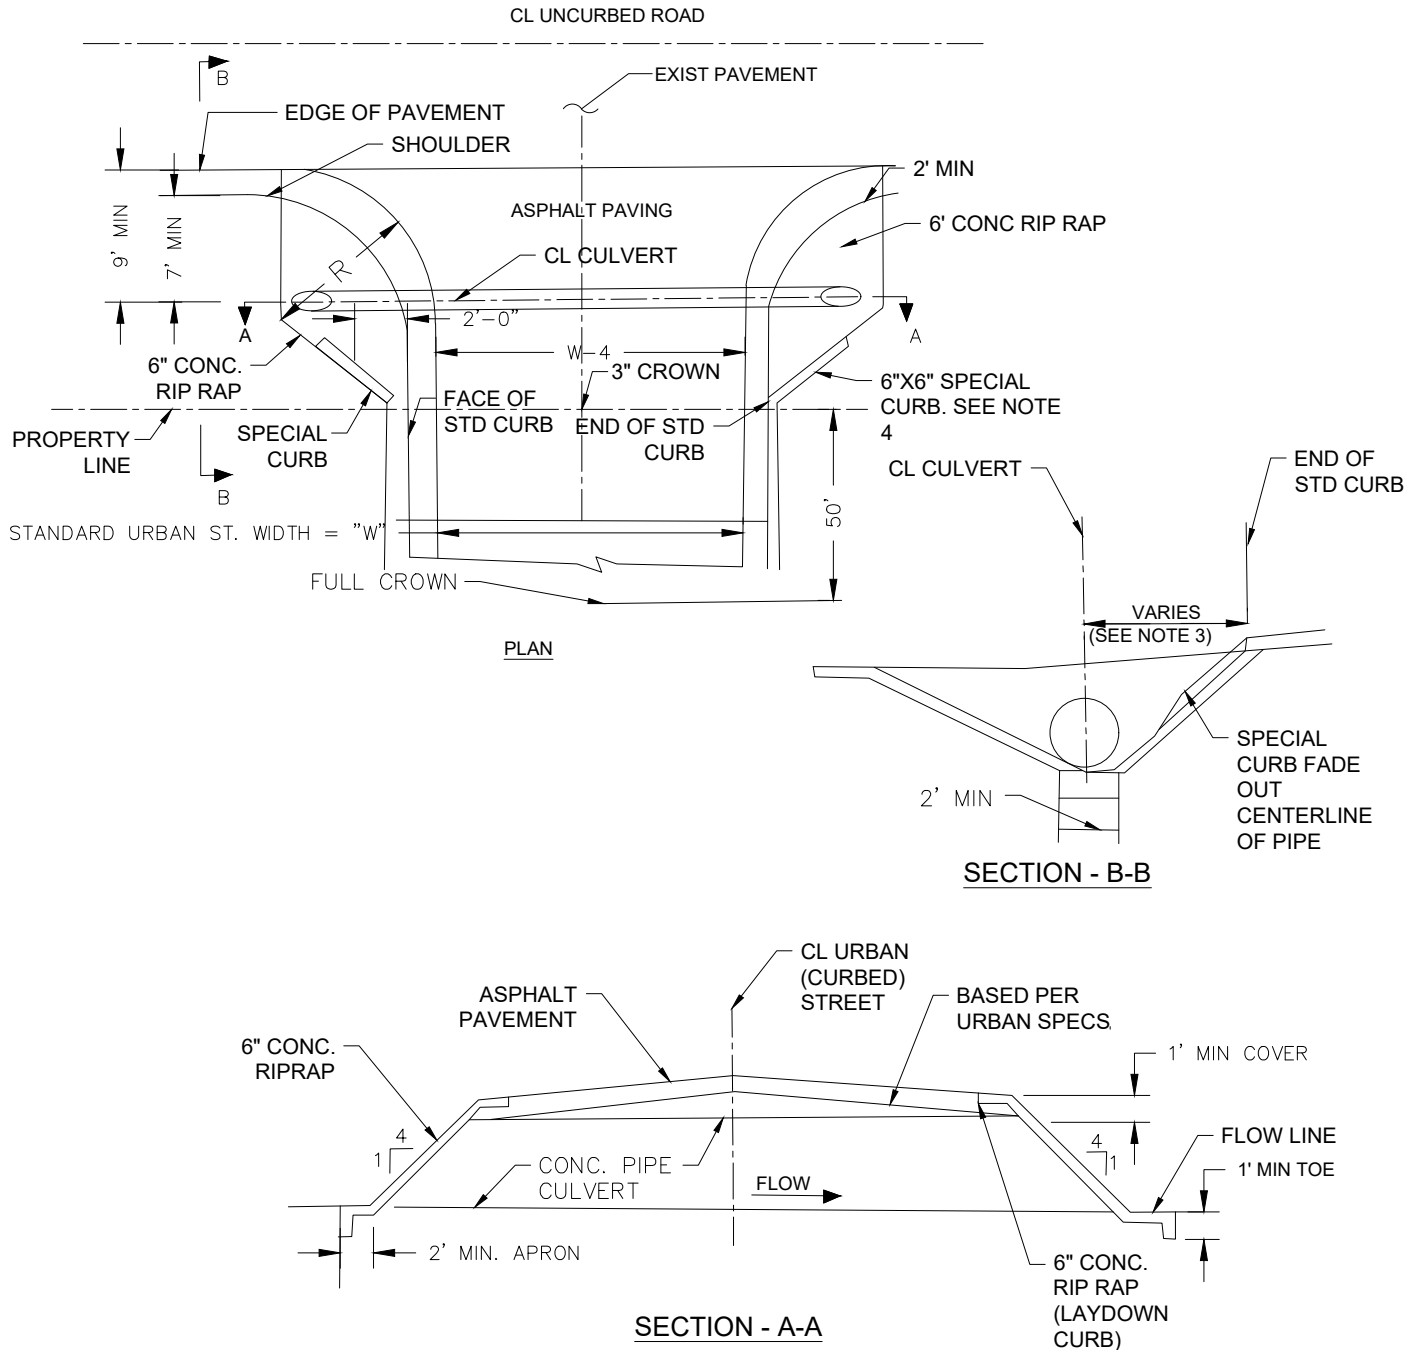 CL UNCURBED ROAD
B
EXIST PAVEMENT
EDGE OF PAVEMENT
SHOULDER
2' MIN
9' MIN
7' MIN
R
ASPHALT PAVING
6' CONC RIP RAP
CL CULVERT
A
2'-0"
A
6" CONC.
RIP RAP
W-4
3" CROWN
6"X6" SPECIAL
CURB. SEE NOTE
4
FACE OF
STD CURB
END OF STD
CURB
PROPERTY
LINE
SPECIAL
CURB
B
50'
STANDARD URBAN ST. WIDTH = "W"
FULL CROWN
PLAN
CL CULVERT
END OF
STD CURB
VARIES
(SEE NOTE 3)
SPECIAL
CURB FADE
OUT
CENTERLINE
OF PIPE
2' MIN
SECTION - B-B
CL URBAN
(CURBED)
STREET
ASPHALT
PAVEMENT
BASED PER
URBAN SPECS.
6" CONC.
RIPRAP
1' MIN COVER
4
1
4
1
FLOW LINE
1' MIN TOE
CONC. PIPE
CULVERT
FLOW
2' MIN. APRON
6" CONC.
RIP RAP
(LAYDOWN
CURB)
SECTION - A-A